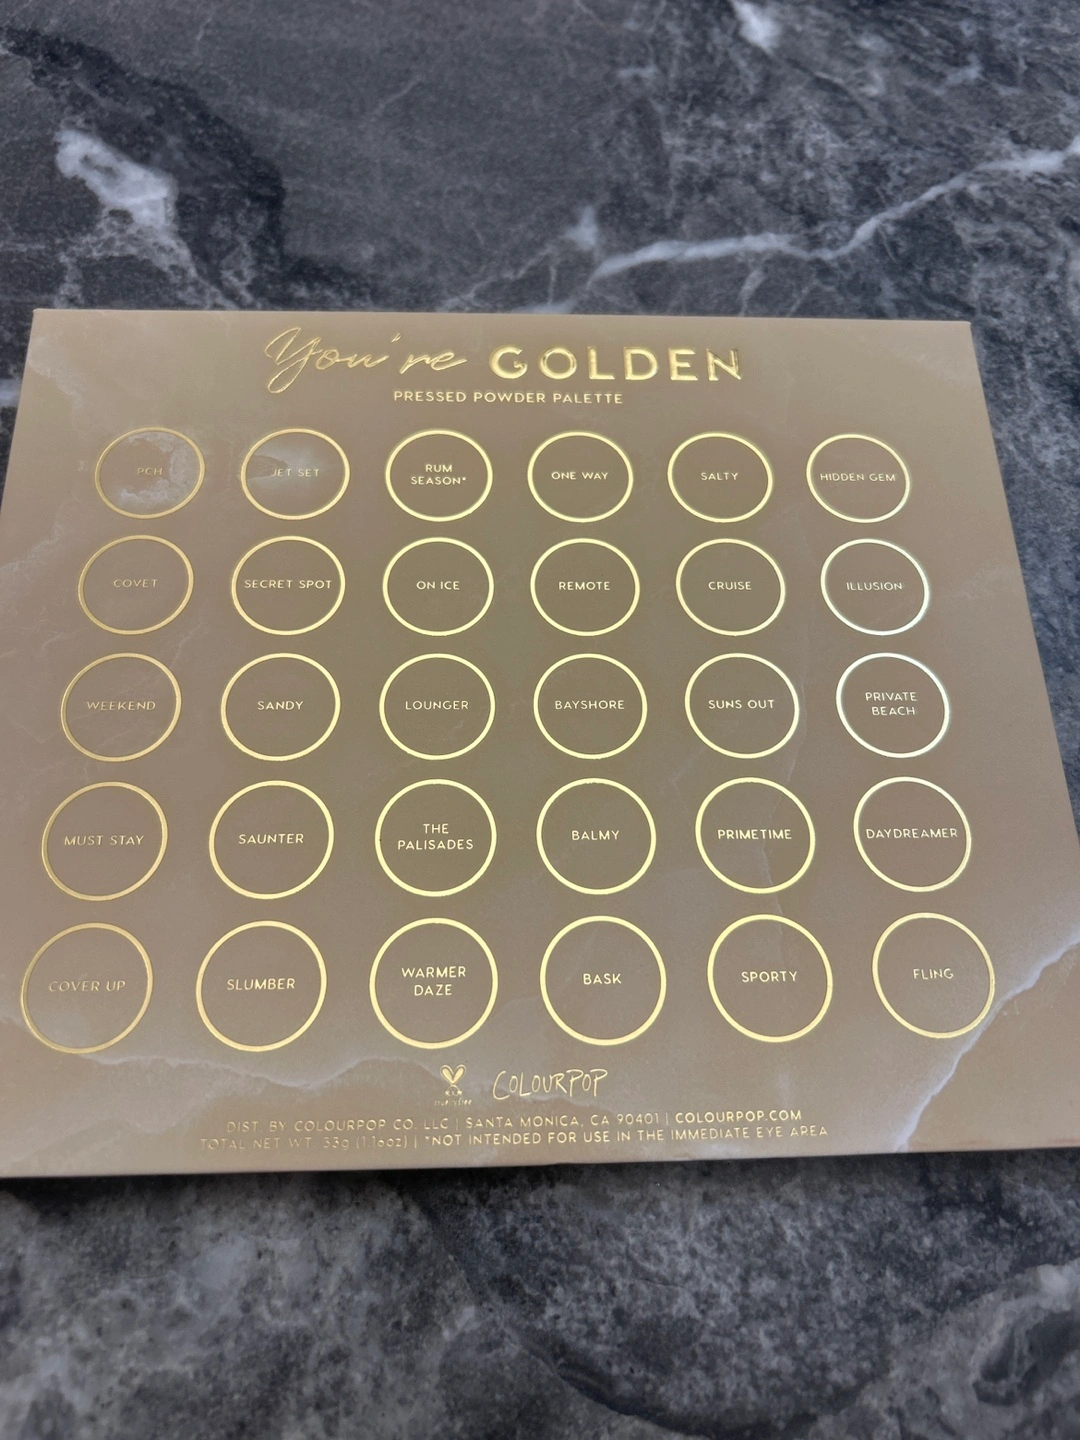 You're GOLDEN
PRESSED POWDER PALETTE
PCH
JET SET
RUM
SEASON*
ONE WAY
SALTY
HIDDEN GEM
COVET
SECRET SPOT
ON ICE
REMOTE
CRUISE
ILLUSION
WEEKEND
SANDY
LOUNGER
BAYSHORE
SUNS OUT
PRIVATE
BEACH
MUST STAY
SAUNTER
THE
PALISADES
BALMY
PRIMETIME
DAYDREAMER
COVER UP
SLUMBER
WARMER
DAZE
BASK
SPORTY
FLING
COLOURPOP
DIST. BY COLOURPOP CO. LLC | SANTA MONICA, CA 90401 | COLOURPOP.COM
TOTAL NET WT. 33g (1.16oz) | *NOT INTENDED FOR USE IN THE IMMEDIATE EYE AREA